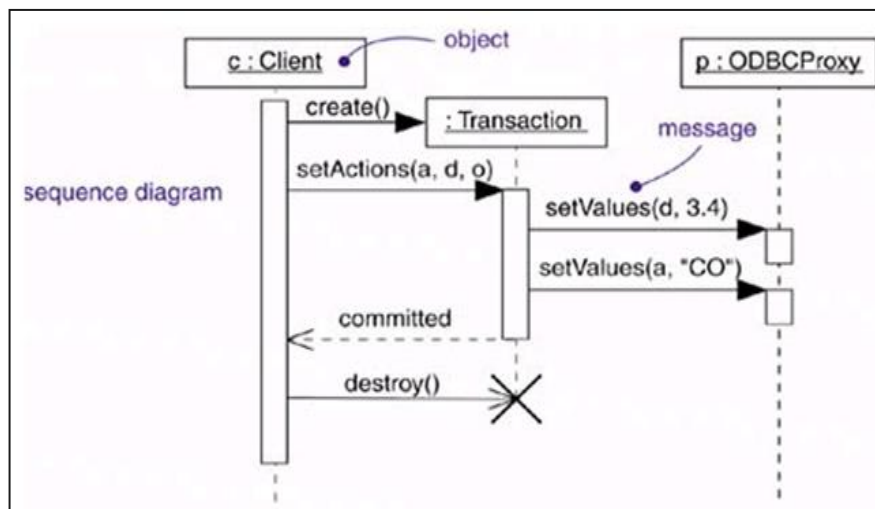 object
c : Client
p : ODBCProxy
create()
: Transaction
message
setActions(a, d, o)
sequence diagram
setValues(d, 3.4)
setValues(a, "CO")
committed
destroy()